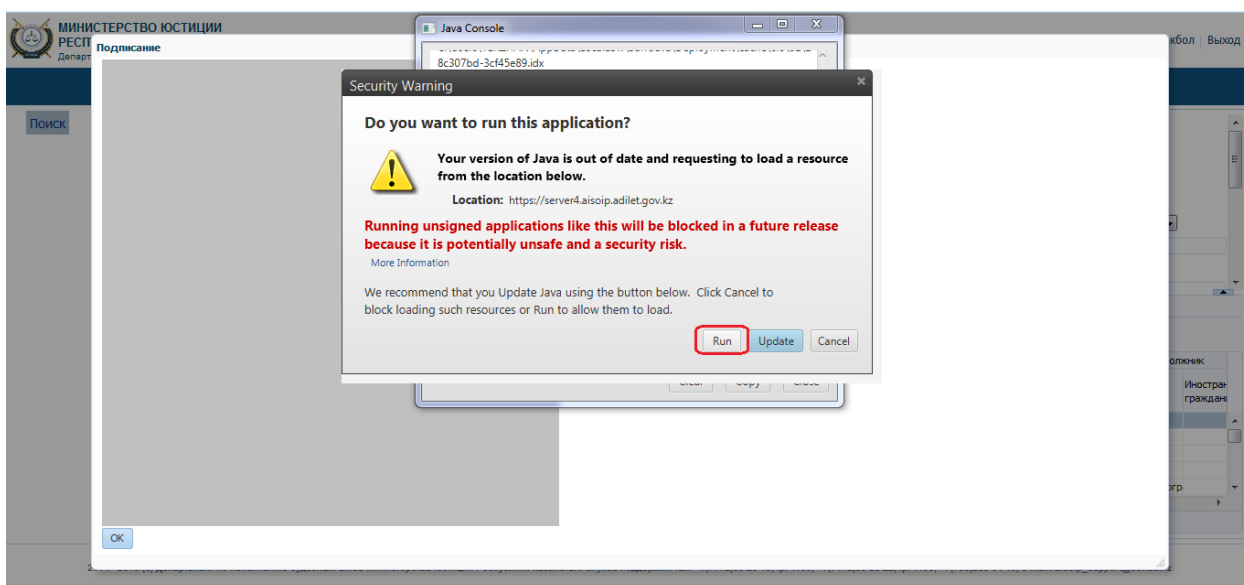 МИНИСТЕРСТВО ЮСТИЦИИ
РЕСП
Департ
Подписание
Java Console
8c307bd-3cf45e89.idx
кбол Выход
Поиск
Security Warning
Do you want to run this application?
Your version of Java is out of date and requesting to load a resource
from the location below.
Location: https://server4.aisoip.adilet.gov.kz
Running unsigned applications like this will be blocked in a future release
because it is potentially unsafe and a security risk.
More Information
We recommend that you Update Java using the button below. Click Cancel to
block loading such resources or Run to allow them to load.
Run Update Cancel
Clear Copy Close
олжник
Иностран
граждани
огр
OK